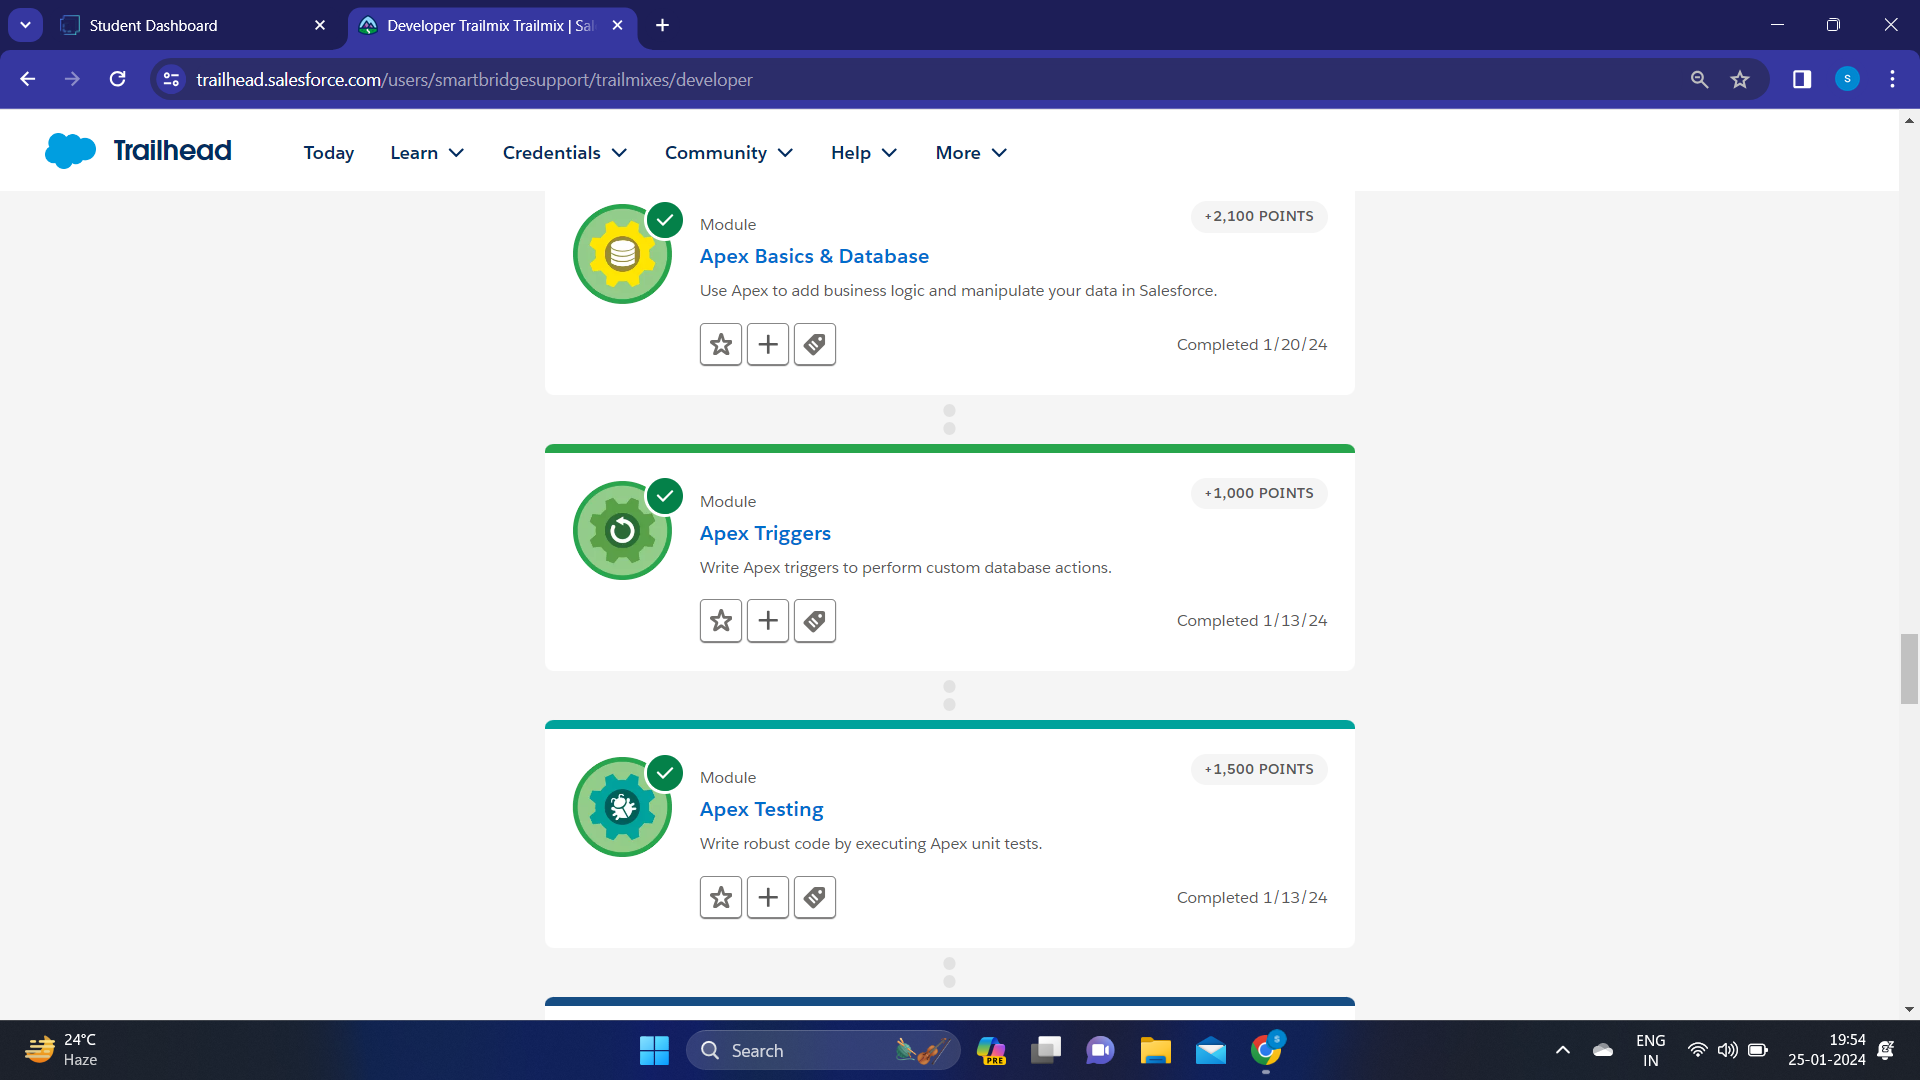 Student Dashboard
Developer Trailmix Trailmix | Sal
trailhead.salesforce.com/users/smartbridgesupport/trailmixes/developer
S
Trailhead
Today Learn Credentials Community Help More
Module
+2,100 POINTS
Apex Basics & Database
Use Apex to add business logic and manipulate your data in Salesforce.
Completed 1/20/24
Module
+1,000 POINTS
Apex Triggers
Write Apex triggers to perform custom database actions.
Completed 1/13/24
Module
+1,500 POINTS
Apex Testing
Write robust code by executing Apex unit tests.
Completed 1/13/24
24°C
Haze
Search
PRE
S
ENG
IN
19:54
25-01-2024